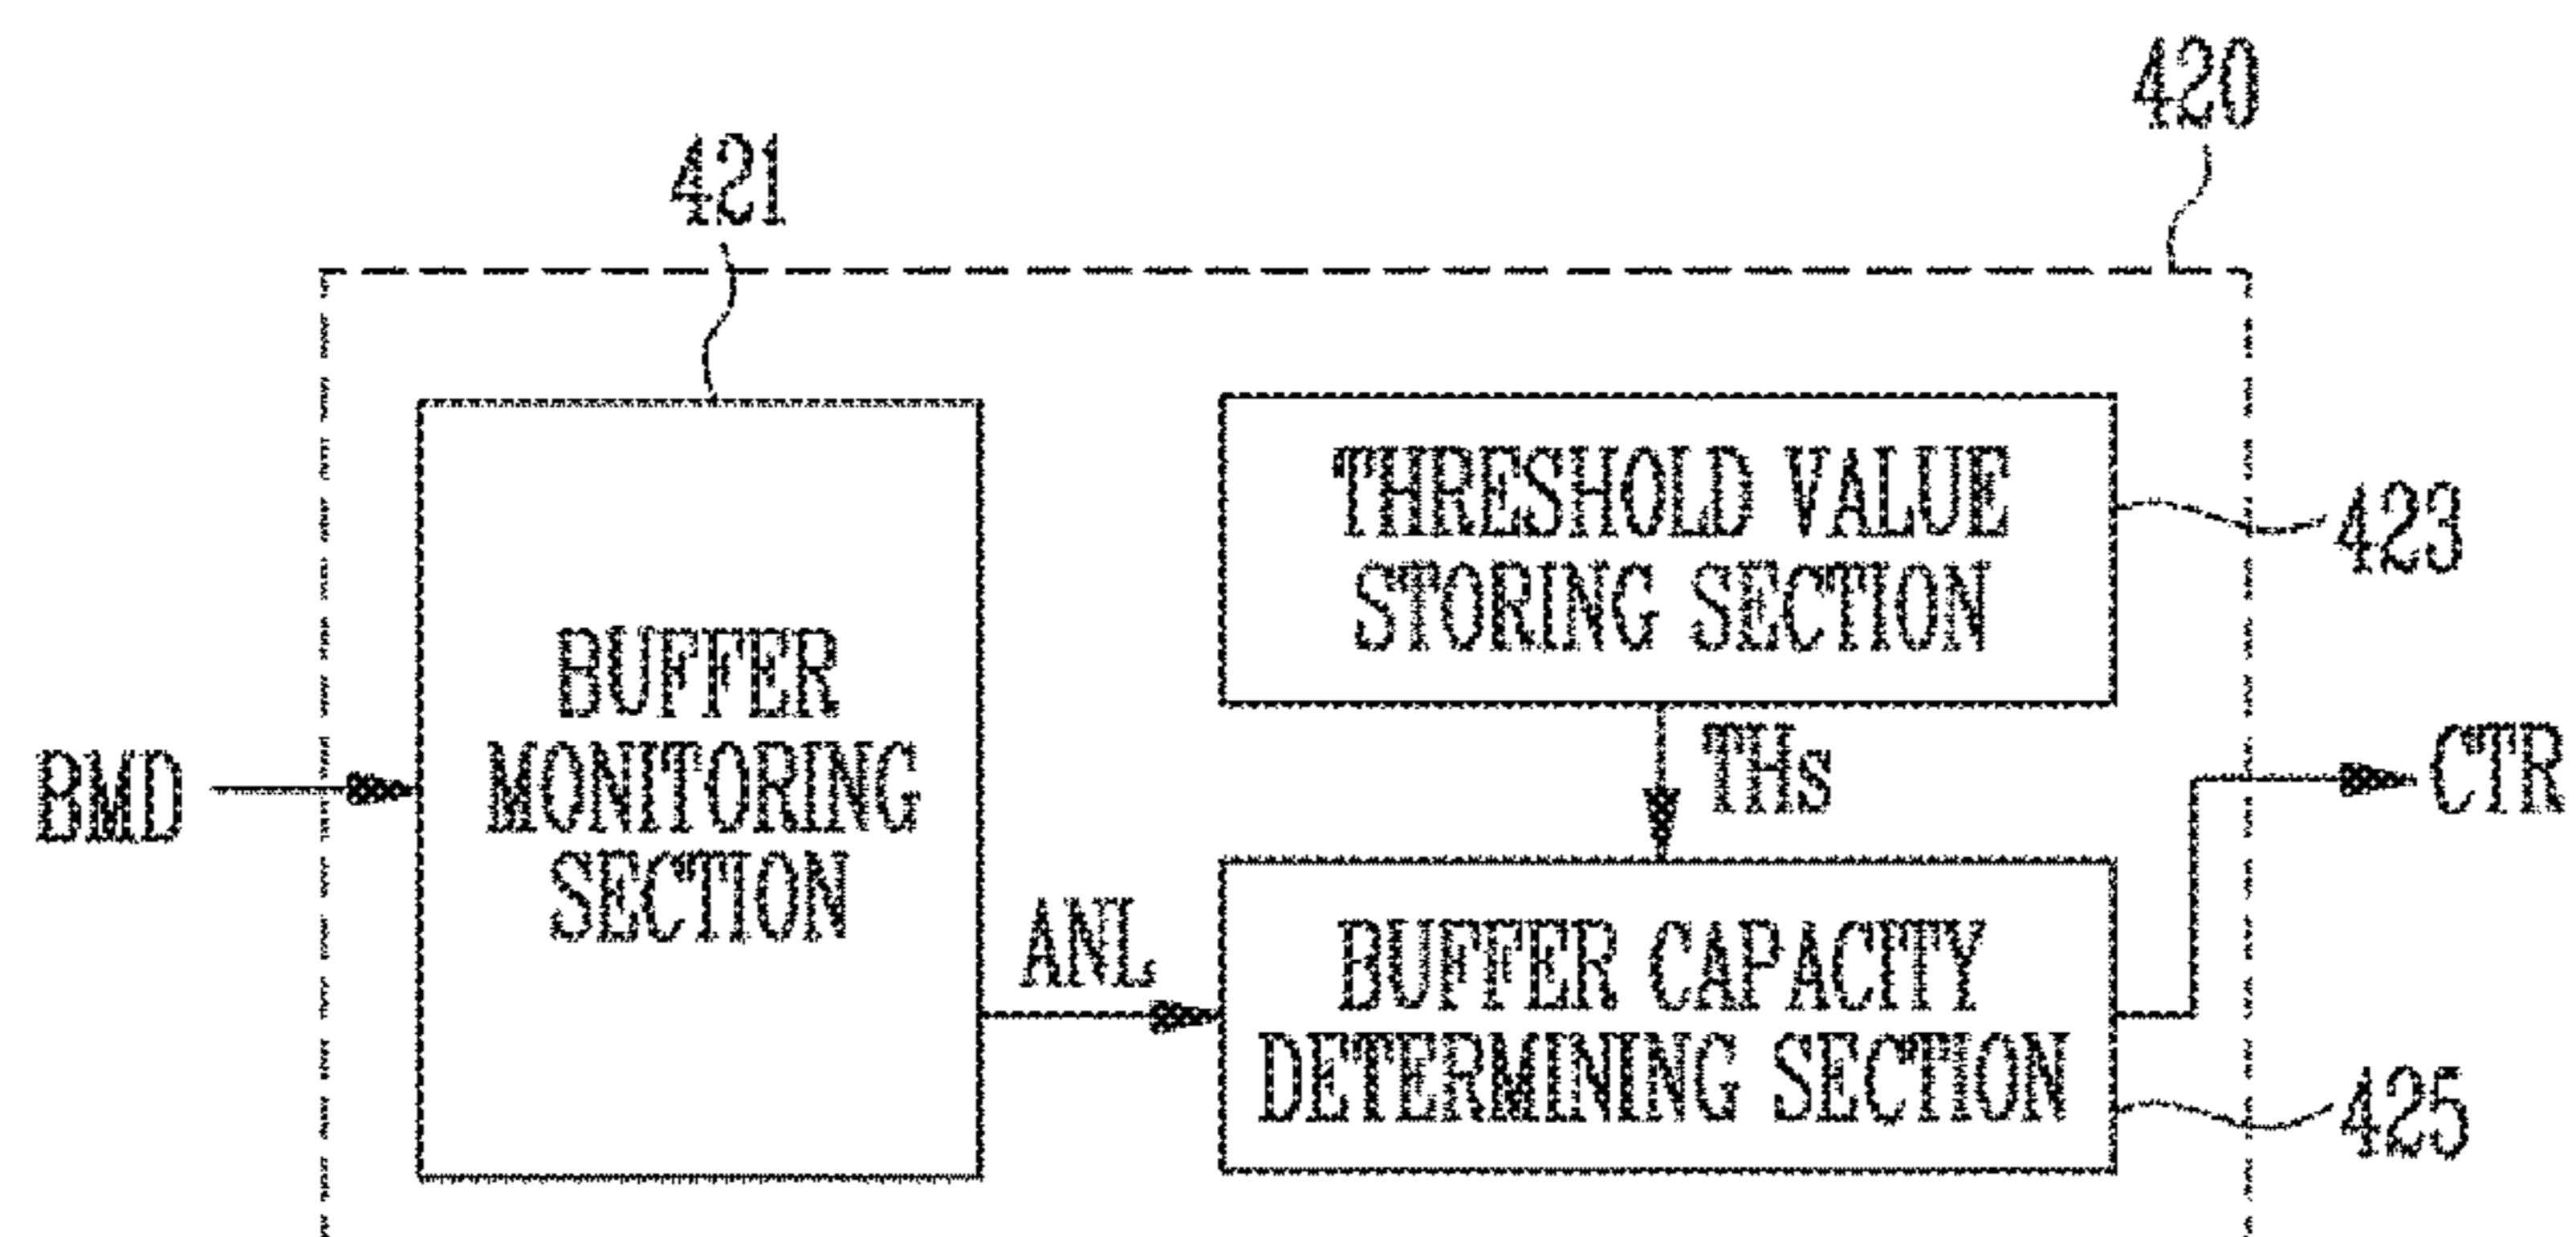 420
421
THRESHOLD VALUE
STORING SECTION
423
BUFFER
MONITORING
SECTION
BMD
THs
CTR
ANL
BUFFER CAPACITY
DETERMINING SECTION
425